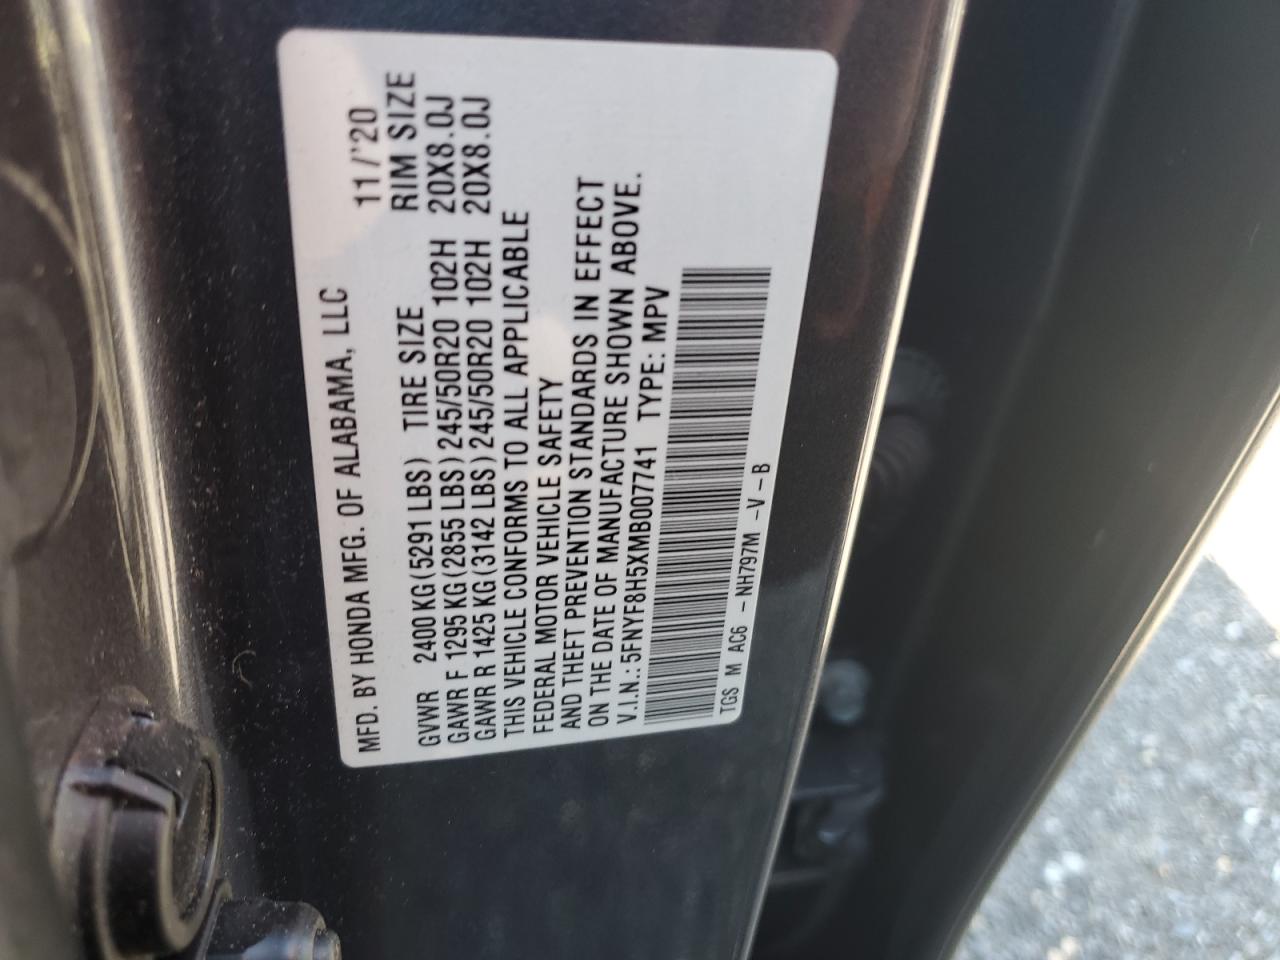 MFD. BY HONDA MFG. OF ALABAMA, LLC 11/'20
GVWR 2400 KG (5291 LBS) TIRE SIZE RIM SIZE
GAWR F 1295 KG (2855 LBS) 245/50R20 102H 20X8.0J
GAWR R 1425 KG (3142 LBS) 245/50R20 102H 20X8.0J
THIS VEHICLE CONFORMS TO ALL APPLICABLE
FEDERAL MOTOR VEHICLE SAFETY
AND THEFT PREVENTION STANDARDS IN EFFECT
ON THE DATE OF MANUFACTURE SHOWN ABOVE.
V.I.N.: 5FNYF8H5XMB007741 TYPE: MPV
TGS M AC6 - NH797M - V - B